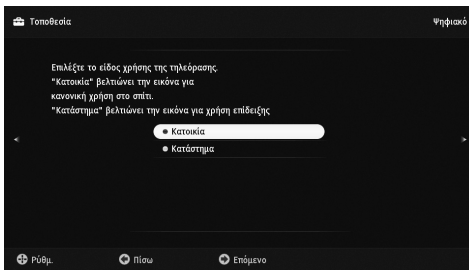 Τοποθεσία
Ψηφιακό
Επιλέξτε το είδος χρήσης της τηλεόρασης.
"Κατοικία" βελτιώνει την εικόνα για
κανονική χρήση στο σπίτι.
"Κατάστημα" βελτιώνει την εικόνα για χρήση επίδειξης
Κατοικία
Κατάστημα
Ρύθμ.
Πίσω
Επόμενο